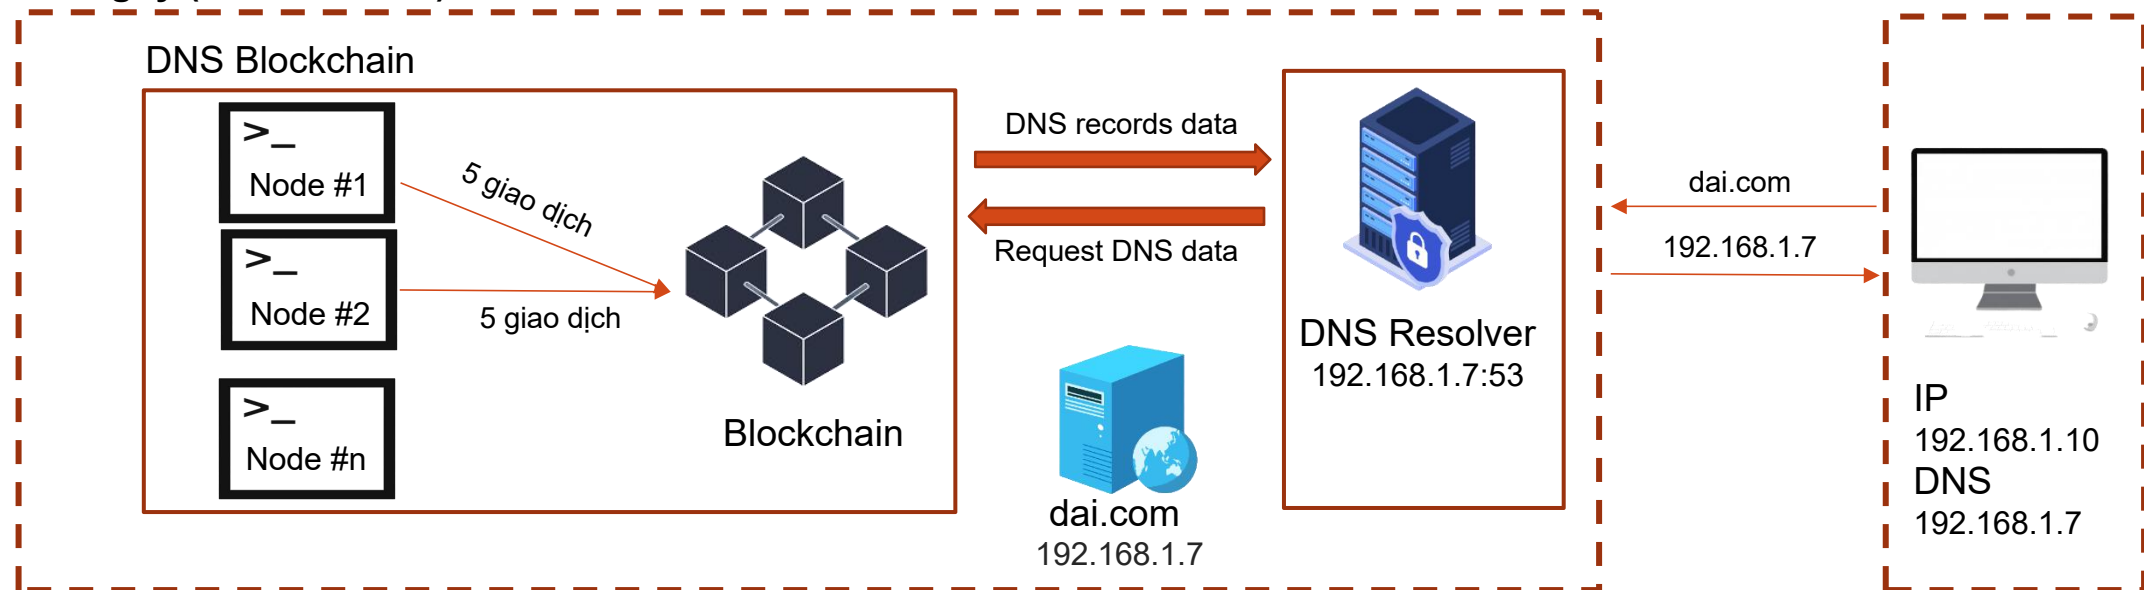 DNS Blockchain
>_
Node #1
>_
Node #2
>_
Node #n
5 giao dịch
5 giao dịch
Blockchain
DNS records data
Request DNS data
dai.com
192.168.1.7
DNS Resolver
192.168.1.7:53
dai.com
192.168.1.7
IP
192.168.1.10
DNS
192.168.1.7